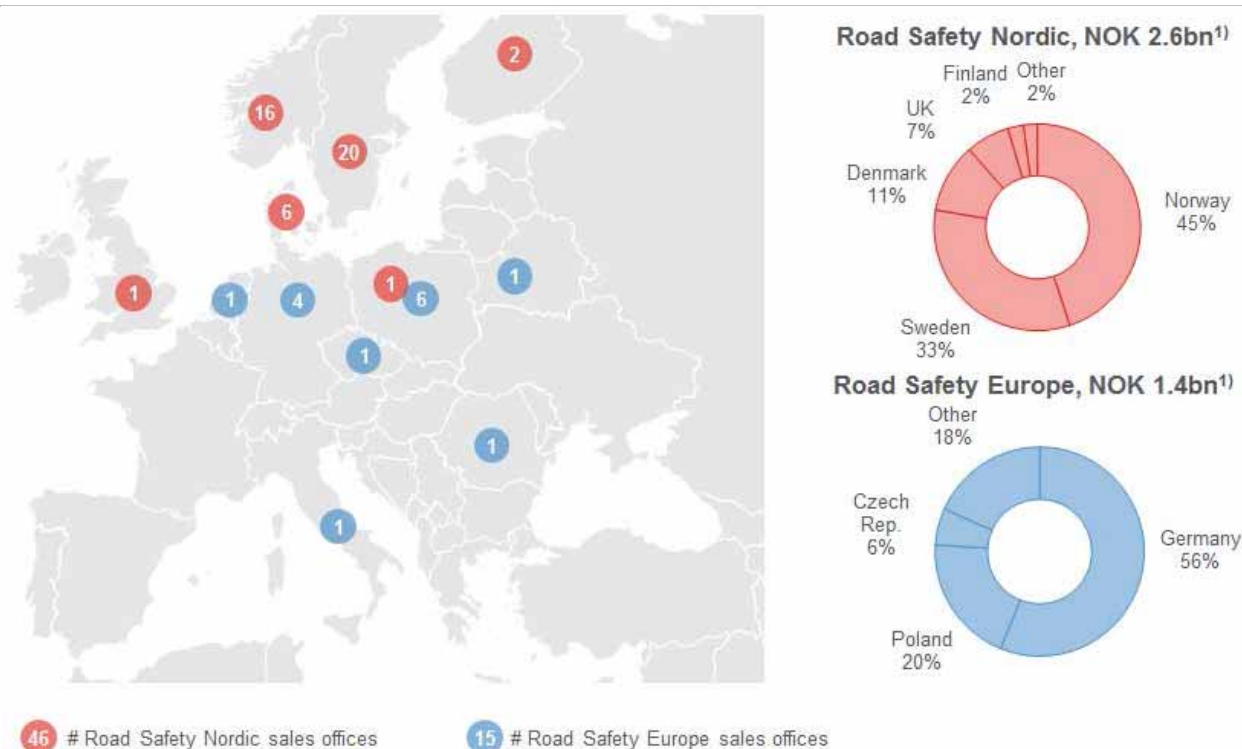 2
16
20
6
1
1
1
4
6
1
1
1
1
Road Safety Nordic, NOK 2.6bn1)
Finland
2%
Other
2%
UK
7%
Denmark
11%
Norway
45%
Sweden
33%
Road Safety Europe, NOK 1.4bn1)
Other
18%
Czech
Rep.
6%
Germany
56%
Poland
20%
46 # Road Safety Nordic sales offices
15 # Road Safety Europe sales offices